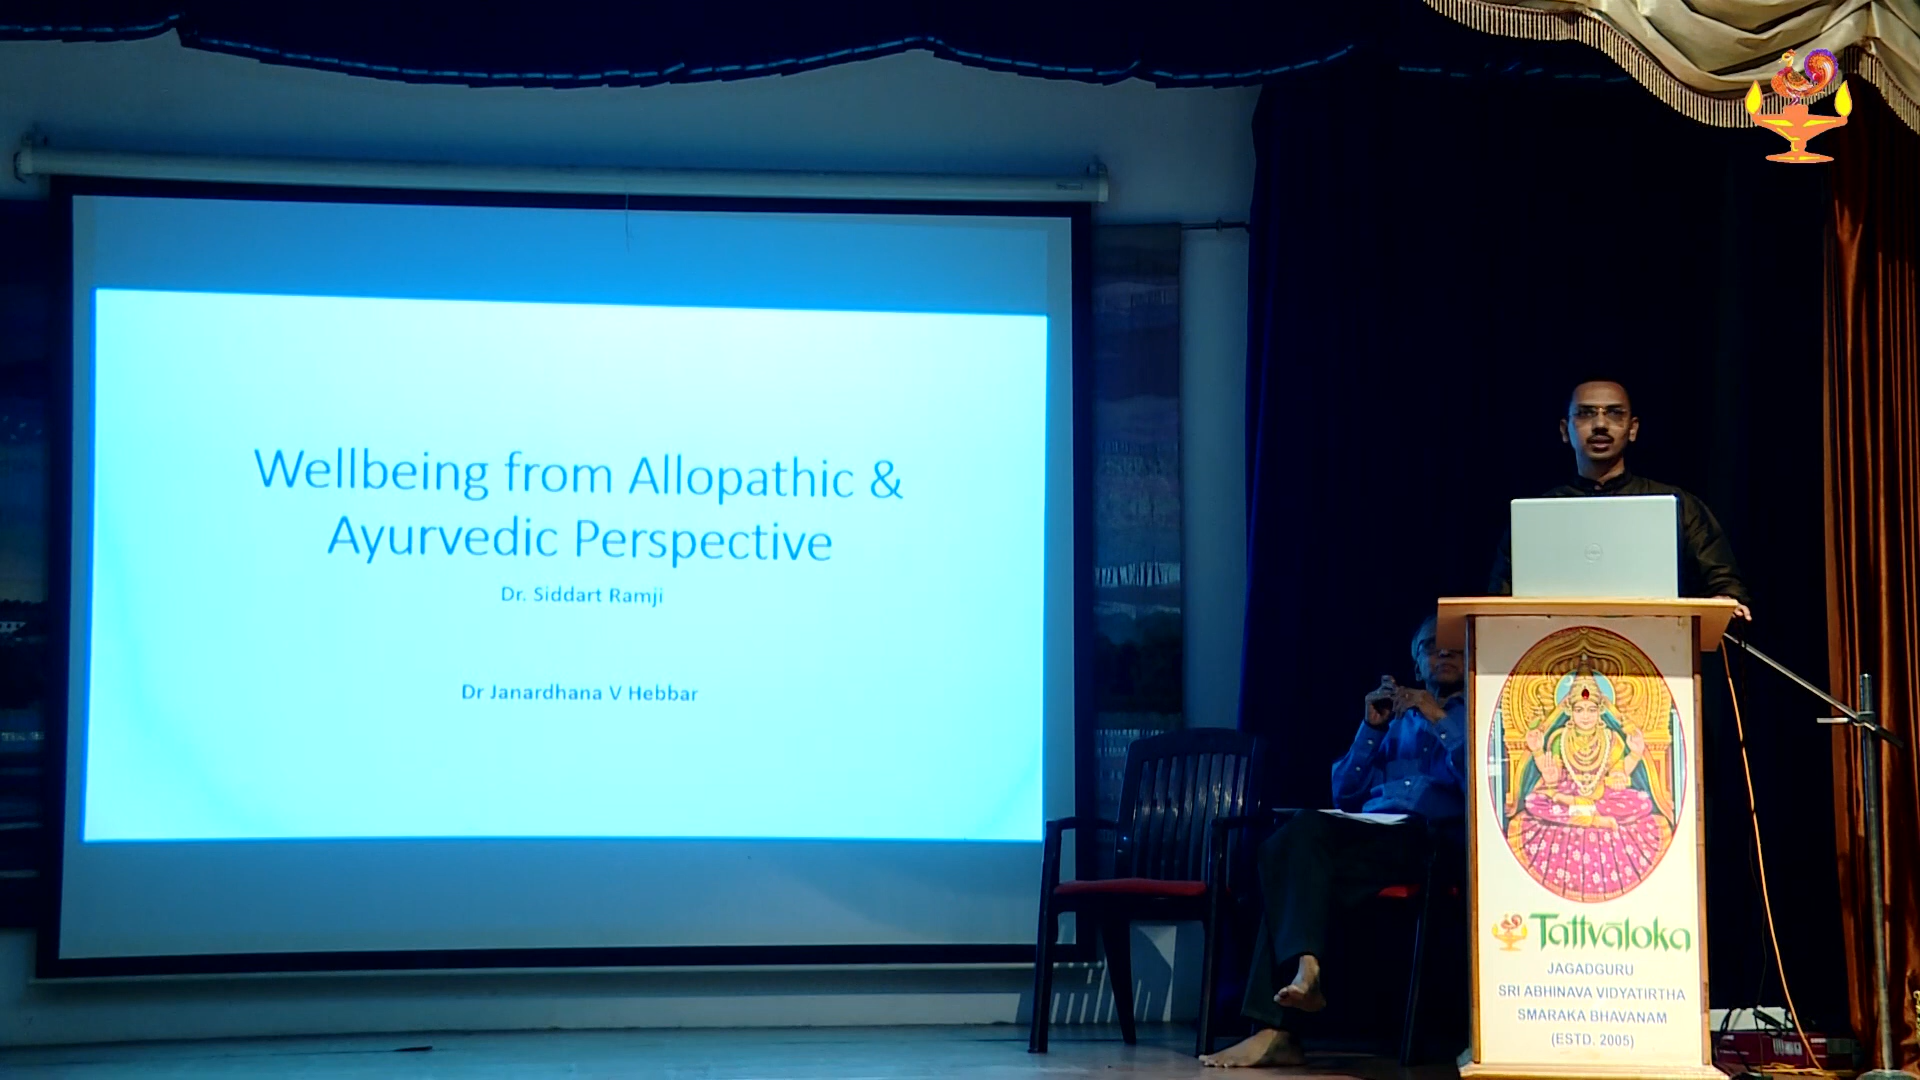 Wellbeing from Allopathic &
Ayurvedic Perspective
Dr. Siddart Ramji
Dr Janardhana V Hebbar
Tattvāloka
JAGADGURU
SRI ABHINAVA VIDYATIRTHA
SMARAKA BHAVANAM
(ESTD. 2005)